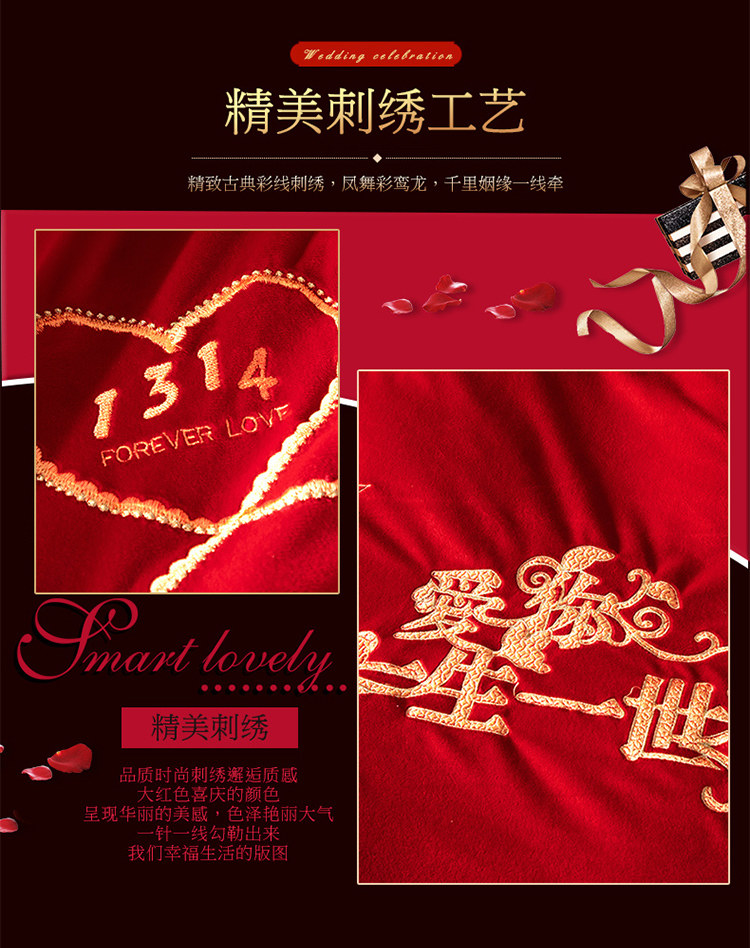 Wedding celebration
精美刺绣工艺
精致古典彩线刺绣，凤舞彩鸾龙，千里姻缘一线牵
1314
FOREVER LOVE
爱你
生一世
Smart lovely
精美刺绣
品质时尚刺绣邂逅质感
大红色喜庆的颜色
呈现华丽的美感，色泽艳丽大气
一针一线勾勒出来
我们幸福生活的版图